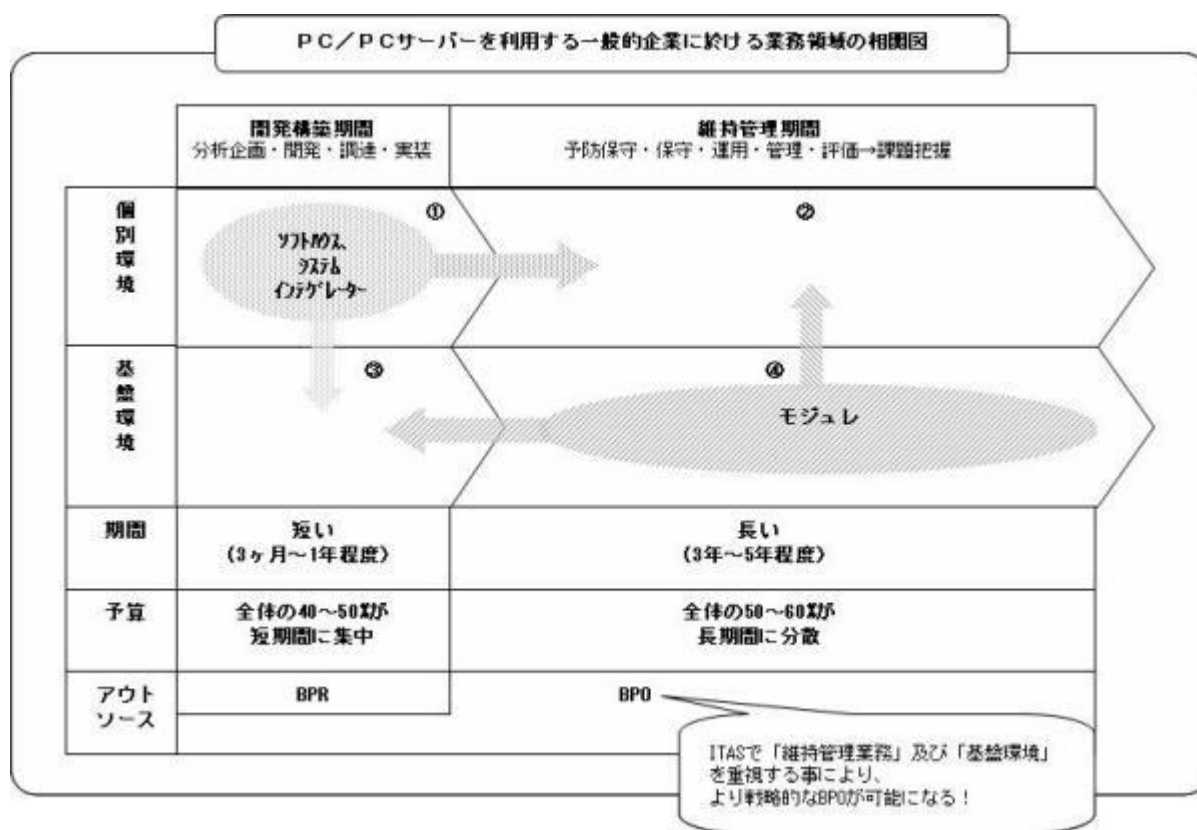 PC/PCサーバーを利用する一般的企業に於ける業務領域の相関図
開発構築期間
分析企画・開発・調達・実装
維持管理期間
予防保守・保守・運用・管理・評価→課題把握
個別環境
①
②
ソフトハウス、
システム
インテグレーター
基盤環境
③
④
モジュレ
期間
短い
(3ヶ月〜1年程度)
長い
(3年〜5年程度)
予算
全体の40〜50%が
短期間に集中
全体の50〜60%が
長期間に分散
アウト
ソース
BPR
BPO
ITASで「維持管理業務」及び「基盤環境」
を重視する事により、
より戦略的なBPOが可能になる!